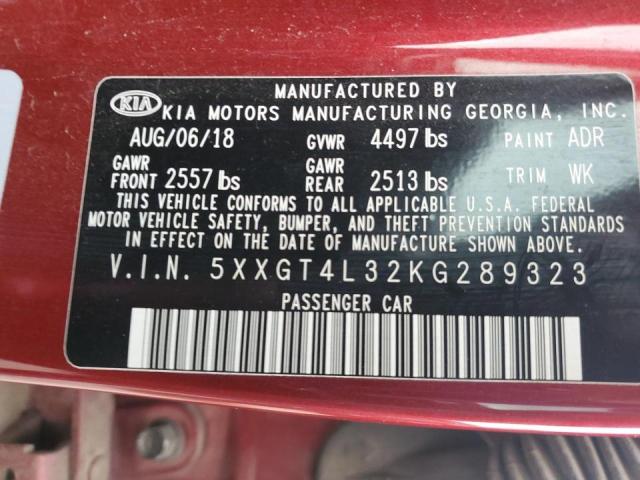 MANUFACTURED BY
KIA KIA MOTORS MANUFACTURING GEORGIA, INC.
AUG/06/18 GVWR 4497 lbs PAINT ADR
GAWR FRONT 2557 lbs GAWR REAR 2513 lbs TRIM WK
THIS VEHICLE CONFORMS TO ALL APPLICABLE U.S.A. FEDERAL
MOTOR VEHICLE SAFETY, BUMPER, AND THEFT PREVENTION STANDARDS
IN EFFECT ON THE DATE OF MANUFACTURE SHOWN ABOVE.
V.I.N. 5XXGT4L32KG289323
PASSENGER CAR